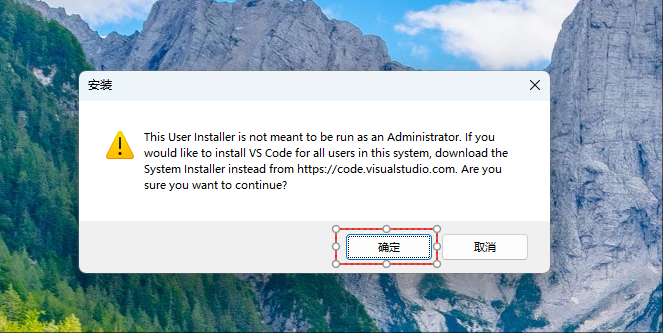 安装
This User Installer is not meant to be run as an Administrator. If you
would like to install VS Code for all users in this system, download the
System Installer instead from https://code.visualstudio.com. Are you
sure you want to continue?
确定
取消